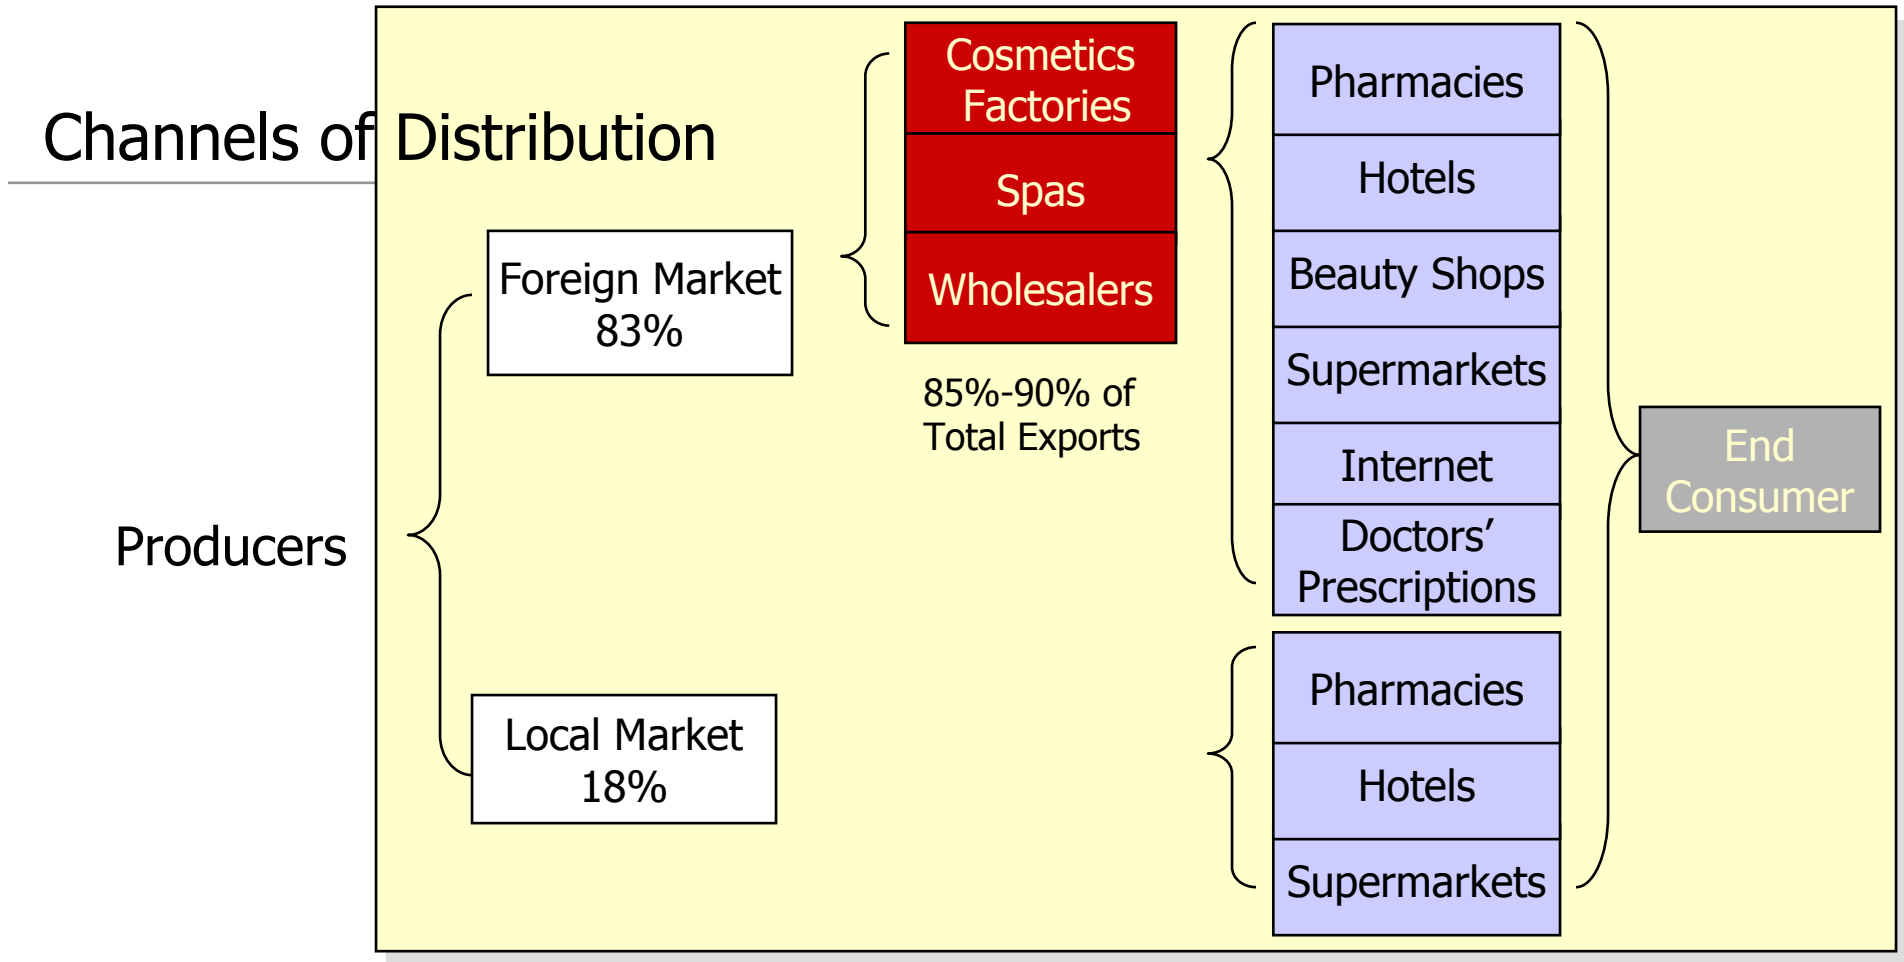 Channels of Distribution
Producers
Foreign Market
83%
Local Market
18%
Cosmetics
Factories
Spas
Wholesalers
85%-90% of
Total Exports
Pharmacies
Hotels
Beauty Shops
Supermarkets
Internet
Doctors’
Prescriptions
Pharmacies
Hotels
Supermarkets
End
Consumer